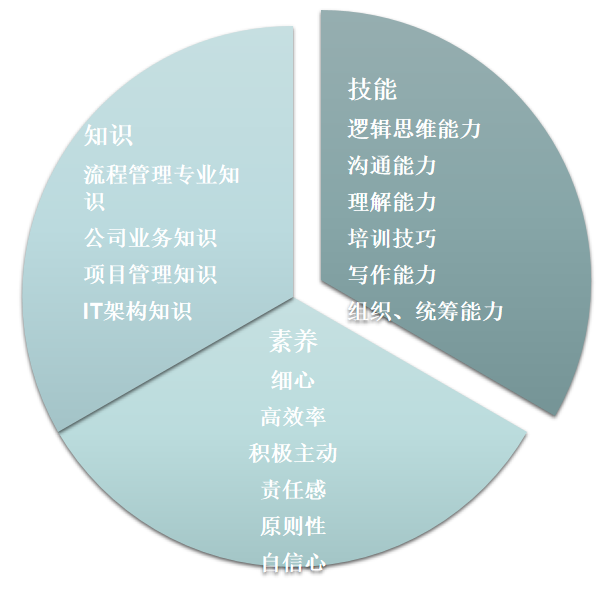 知识
流程管理专业知
识
公司业务知识
项目管理知识
IT架构知识
技能
逻辑思维能力
沟通能力
理解能力
培训技巧
写作能力
组织、统筹能力
素养
细心
高效率
积极主动
责任感
原则性
自信心